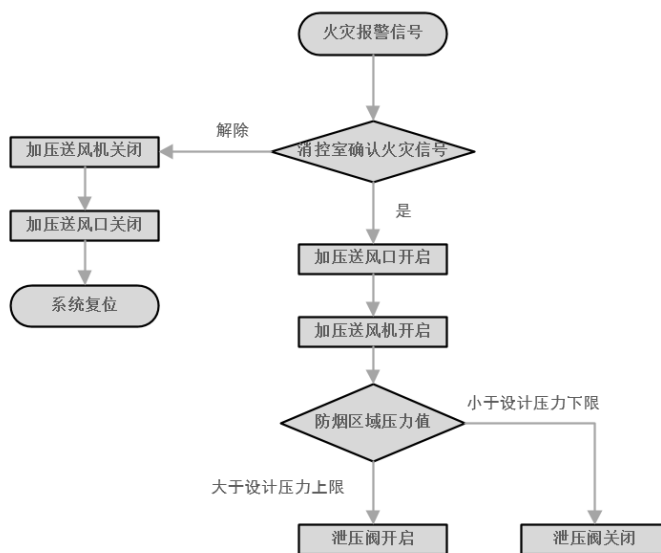 火灾报警信号
解除
消控室确认火灾信号
加压送风机关闭
是
加压送风口关闭
加压送风口开启
系统复位
加压送风机开启
小于设计压力下限
防烟区域压力值
大于设计压力上限
泄压阀开启
泄压阀关闭